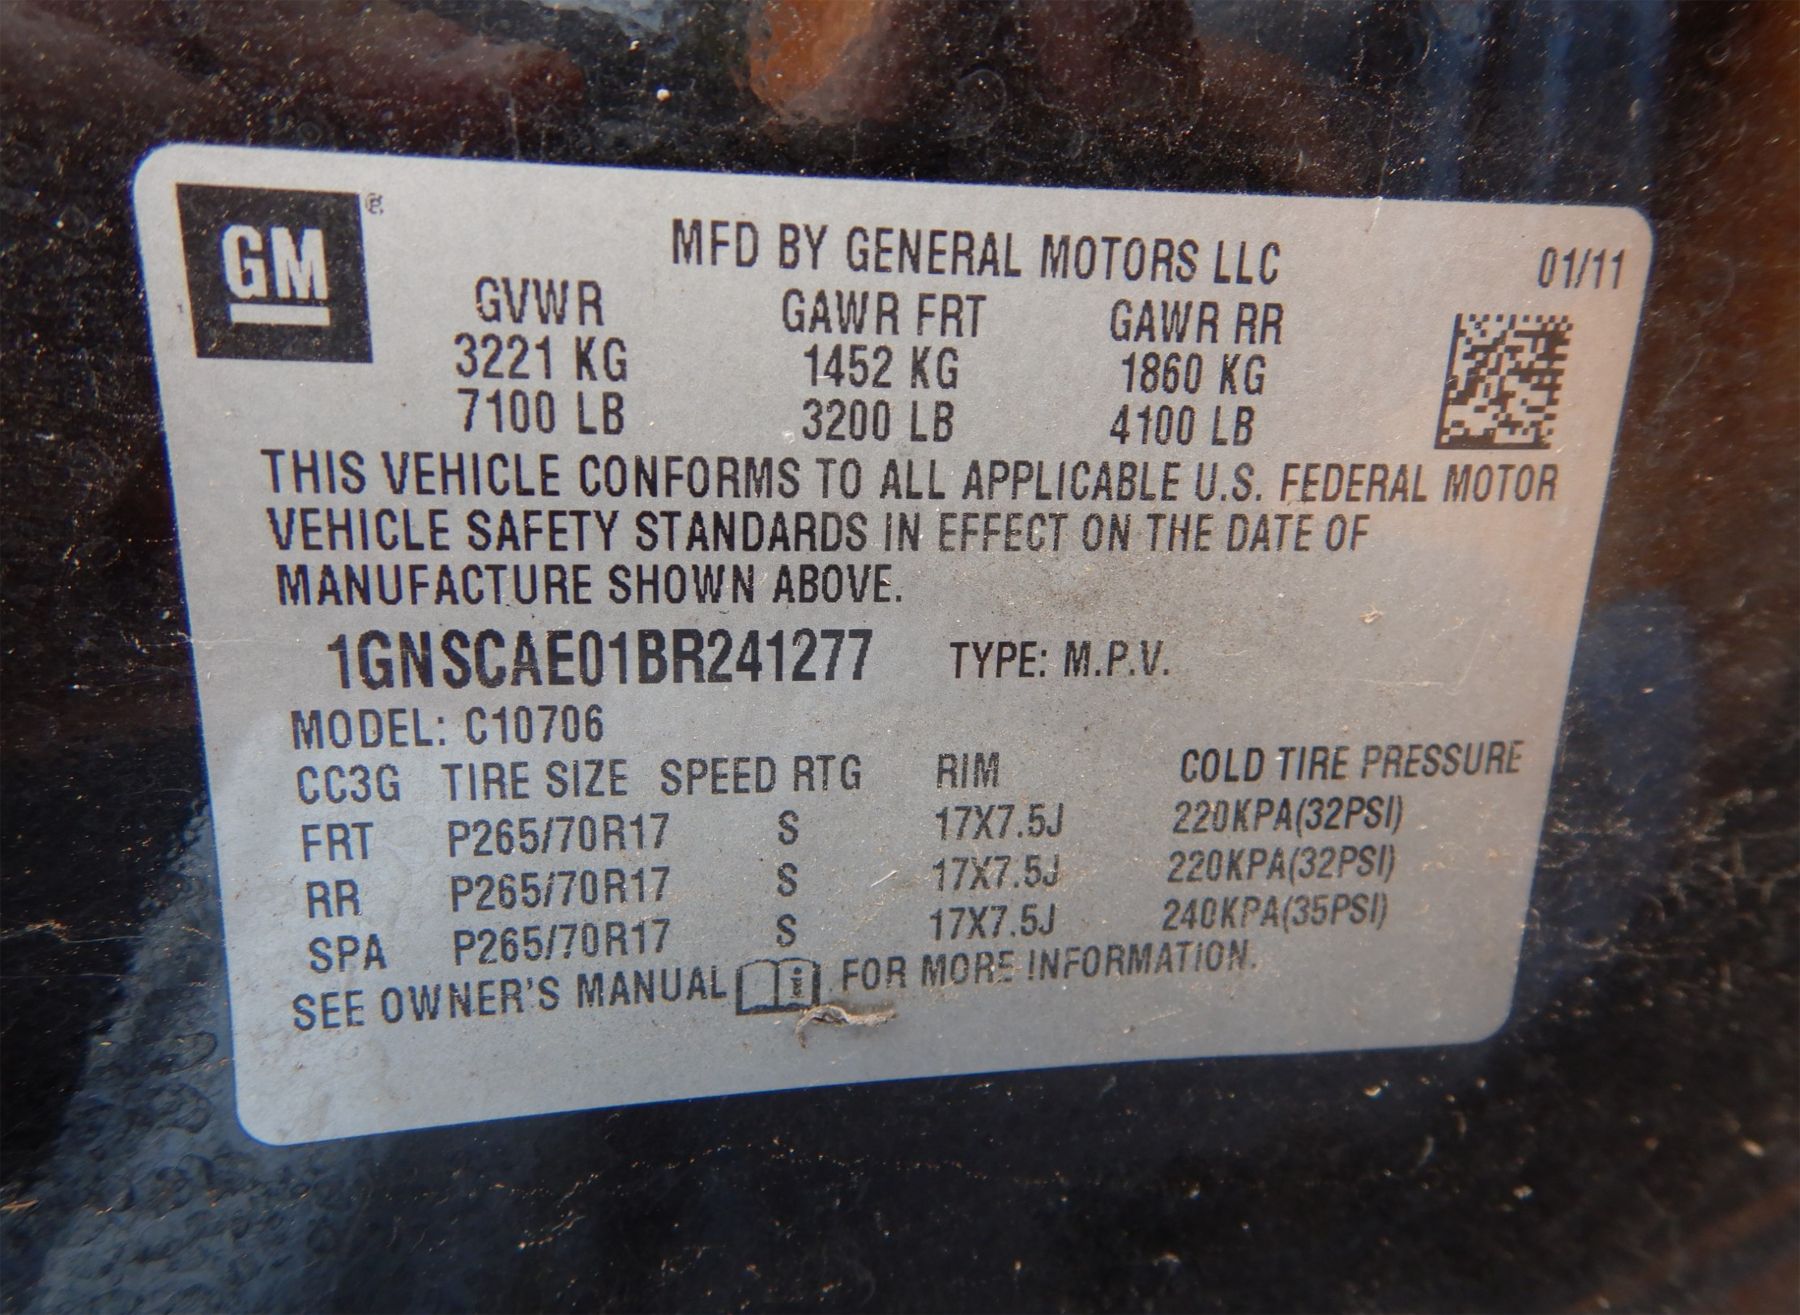 GM ®
MFD BY GENERAL MOTORS LLC
01/11
GVWR GAWR FRT GAWR RR
3221 KG 1452 KG 1860 KG
7100 LB 3200 LB 4100 LB
THIS VEHICLE CONFORMS TO ALL APPLICABLE U.S. FEDERAL MOTOR
VEHICLE SAFETY STANDARDS IN EFFECT ON THE DATE OF
MANUFACTURE SHOWN ABOVE.
1GNSCAE01BR241277 TYPE: M.P.V.
MODEL: C10706
CC3G TIRE SIZE SPEED RTG RIM COLD TIRE PRESSURE
FRT P265/70R17 S 17X7.5J 220KPA(32PSI)
RR P265/70R17 S 17X7.5J 220KPA(32PSI)
SPA P265/70R17 S 17X7.5J 240KPA(35PSI)
SEE OWNER'S MANUAL i FOR MORE INFORMATION.